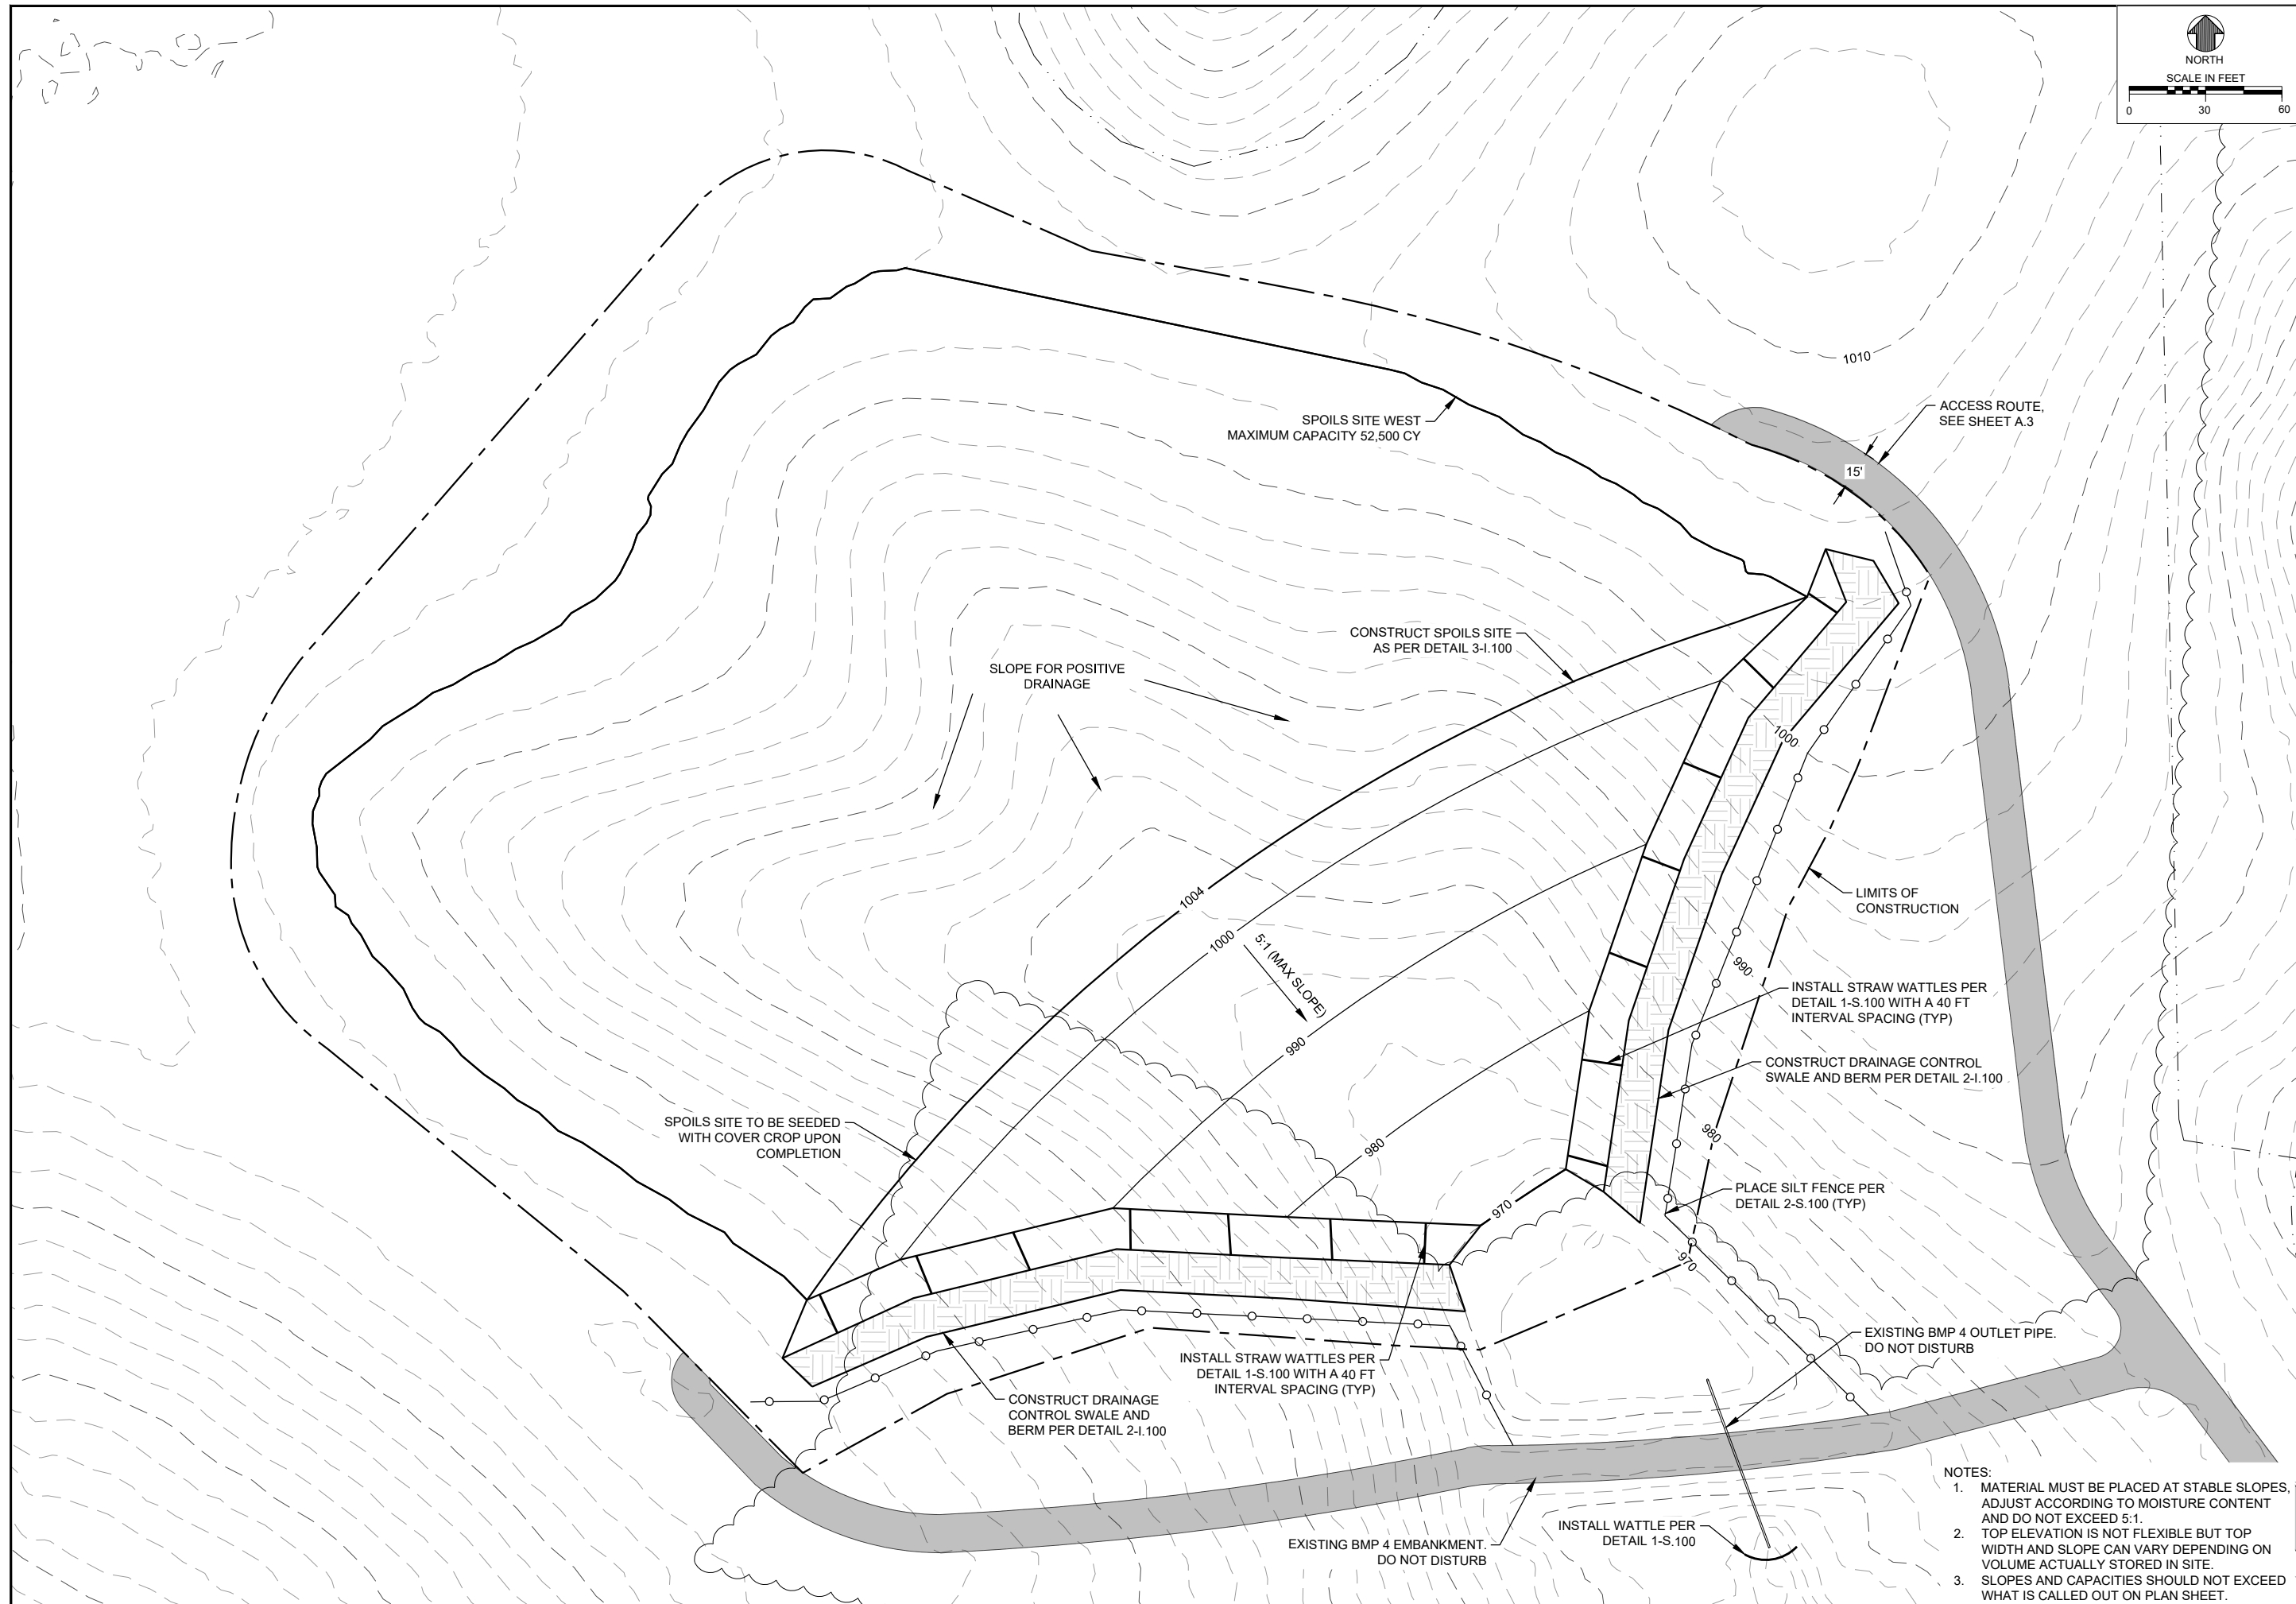 NORTH
SCALE IN FEET
0 30 60
1010
ACCESS ROUTE,
SEE SHEET A.3
SPOILS SITE WEST
MAXIMUM CAPACITY 52,500 CY
15'
CONSTRUCT SPOILS SITE
AS PER DETAIL 3-I.100
SLOPE FOR POSITIVE
DRAINAGE
1000
1004
1000
5:1 (MAX SLOPE)
990
LIMITS OF
CONSTRUCTION
990
INSTALL STRAW WATTLES PER
DETAIL 1-S.100 WITH A 40 FT
INTERVAL SPACING (TYP)
CONSTRUCT DRAINAGE CONTROL
SWALE AND BERM PER DETAIL 2-I.100
SPOILS SITE TO BE SEEDED
WITH COVER CROP UPON
COMPLETION
980
980
PLACE SILT FENCE PER
DETAIL 2-S.100 (TYP)
970
970
EXISTING BMP 4 OUTLET PIPE.
DO NOT DISTURB
INSTALL STRAW WATTLES PER
DETAIL 1-S.100 WITH A 40 FT
INTERVAL SPACING (TYP)
CONSTRUCT DRAINAGE
CONTROL SWALE AND
BERM PER DETAIL 2-I.100
EXISTING BMP 4 EMBANKMENT.
DO NOT DISTURB
INSTALL WATTLE PER
DETAIL 1-S.100
NOTES:
1. MATERIAL MUST BE PLACED AT STABLE SLOPES,
ADJUST ACCORDING TO MOISTURE CONTENT
AND DO NOT EXCEED 5:1.
2. TOP ELEVATION IS NOT FLEXIBLE BUT TOP
WIDTH AND SLOPE CAN VARY DEPENDING ON
VOLUME ACTUALLY STORED IN SITE.
3. SLOPES AND CAPACITIES SHOULD NOT EXCEED
WHAT IS CALLED OUT ON PLAN SHEET.